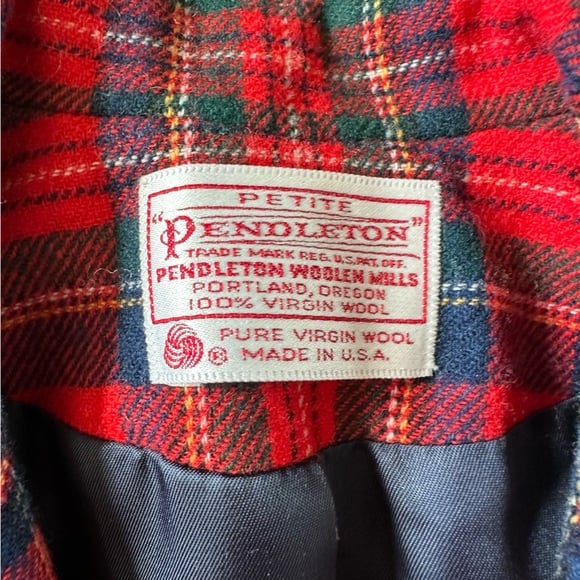 PETITE
"PENDLETON"
TRADE MARK REG. U.S. PAT. OFF.
PENDLETON WOOLEN MILLS
PORTLAND, OREGON
100% VIRGIN WOOL
® PURE VIRGIN WOOL
MADE IN U.S.A.